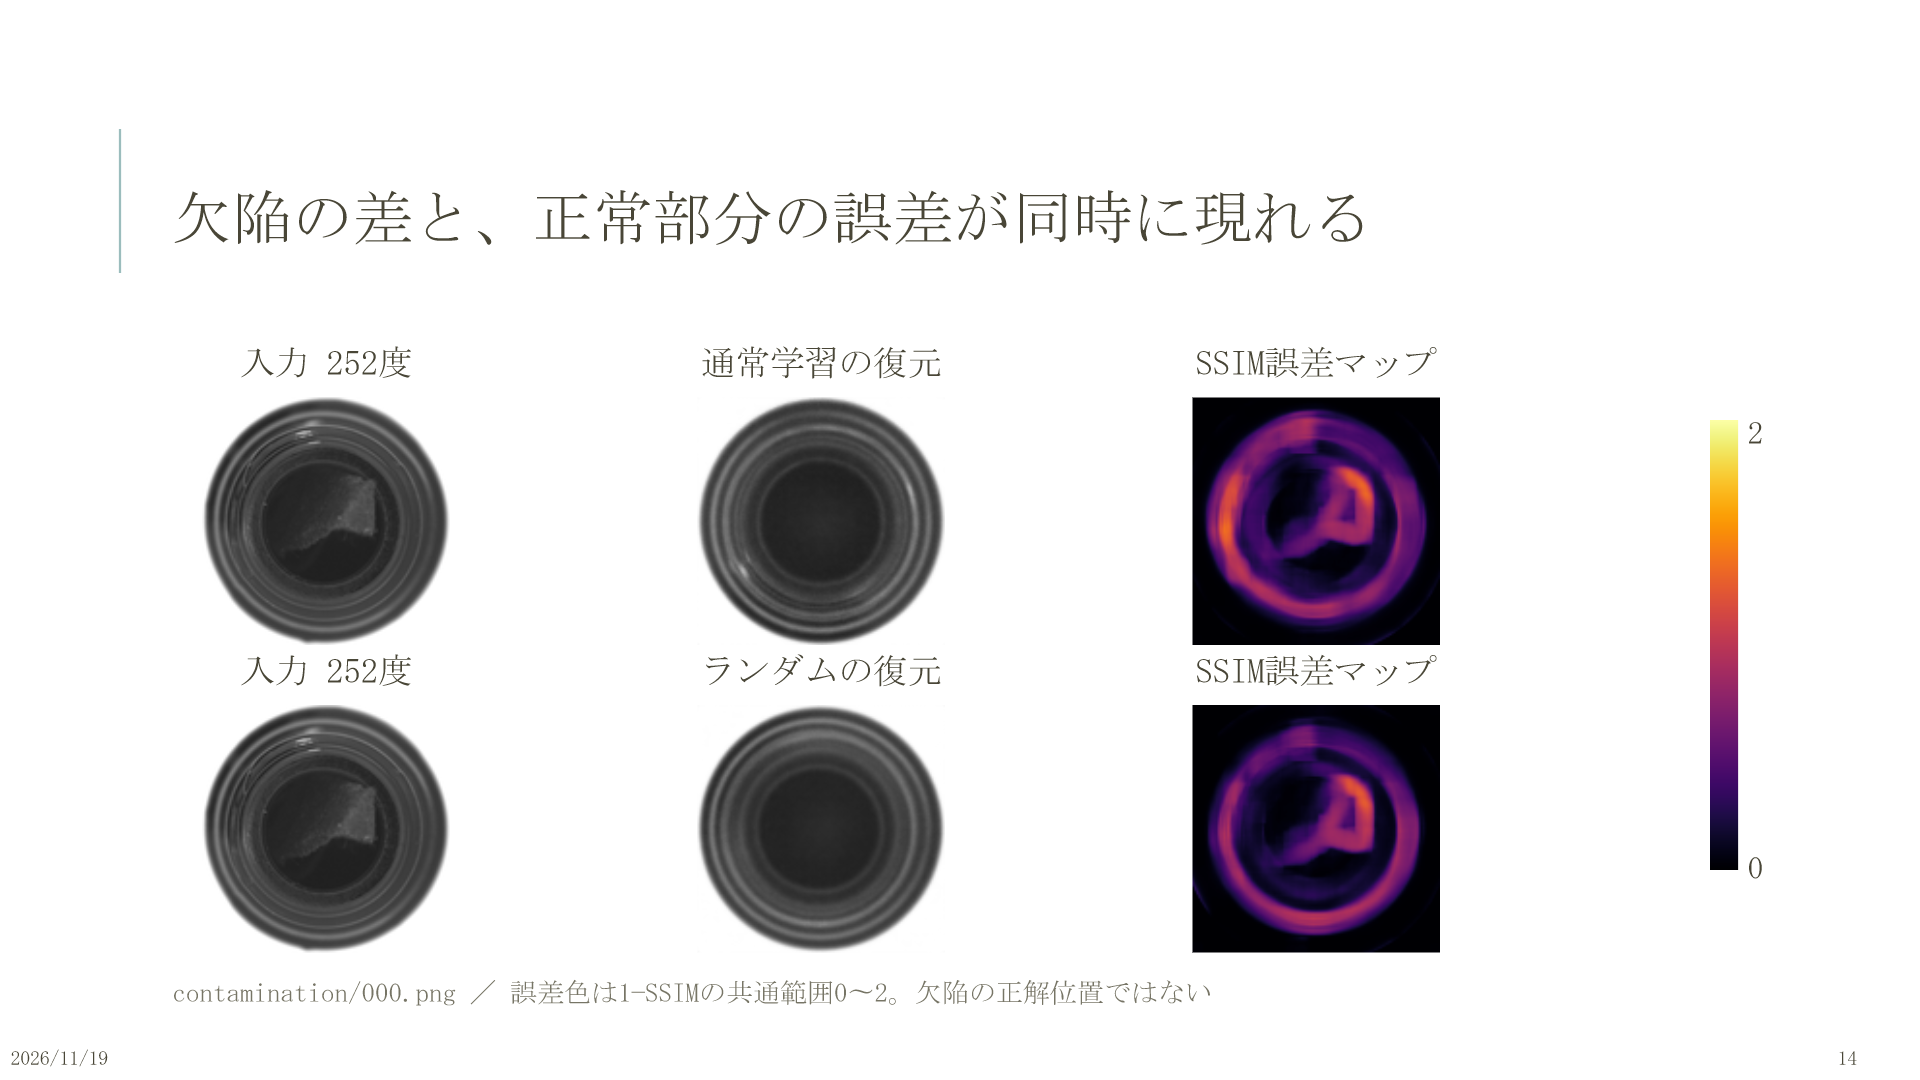 欠陥の差と、正常部分の誤差が同時に現れる
入力 252度
通常学習の復元
SSIM誤差マップ
2
入力 252度
ランダムの復元
SSIM誤差マップ
0
contamination/000.png ／ 誤差色は1−SSIMの共通範囲0〜2。欠陥の正解位置ではない
2026/11/19
14